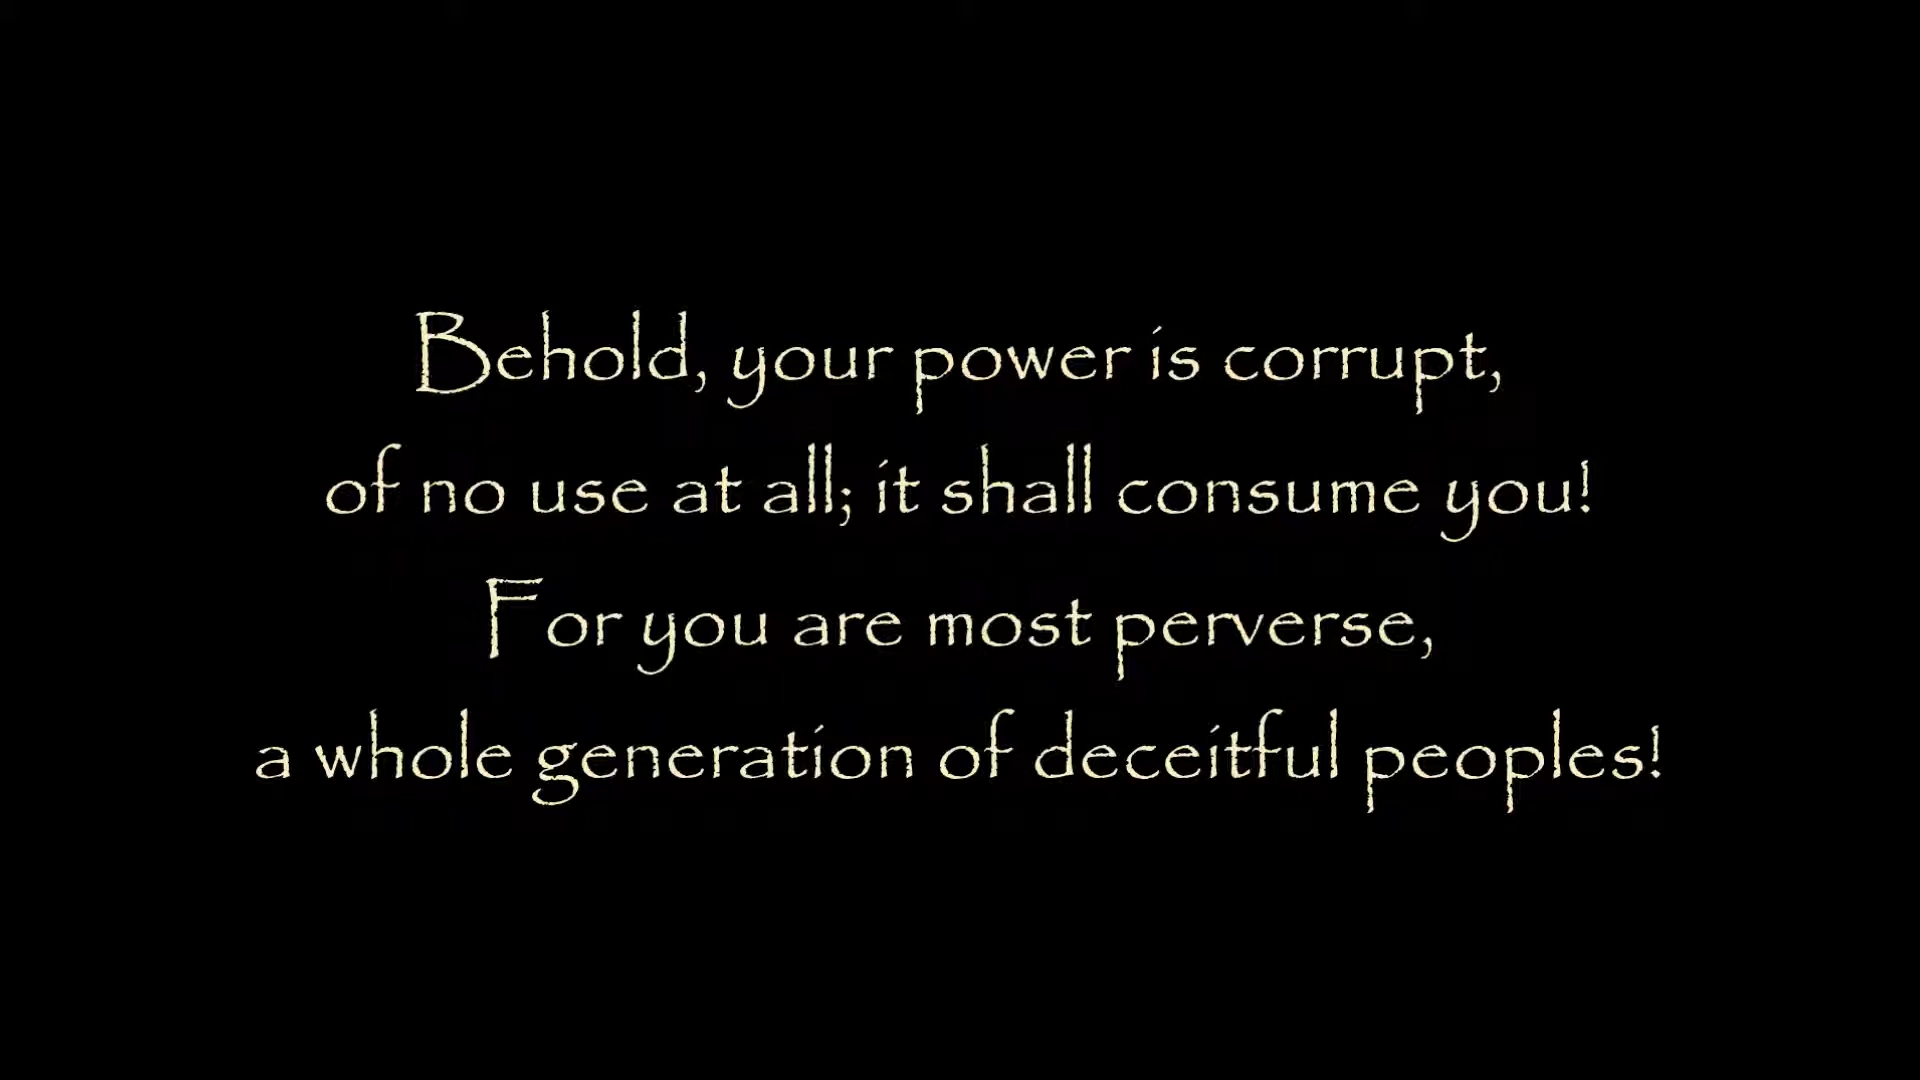 Behold, your power is corrupt,
of no use at all; it shall consume you!
For you are most perverse,
a whole generation of deceitful peoples!